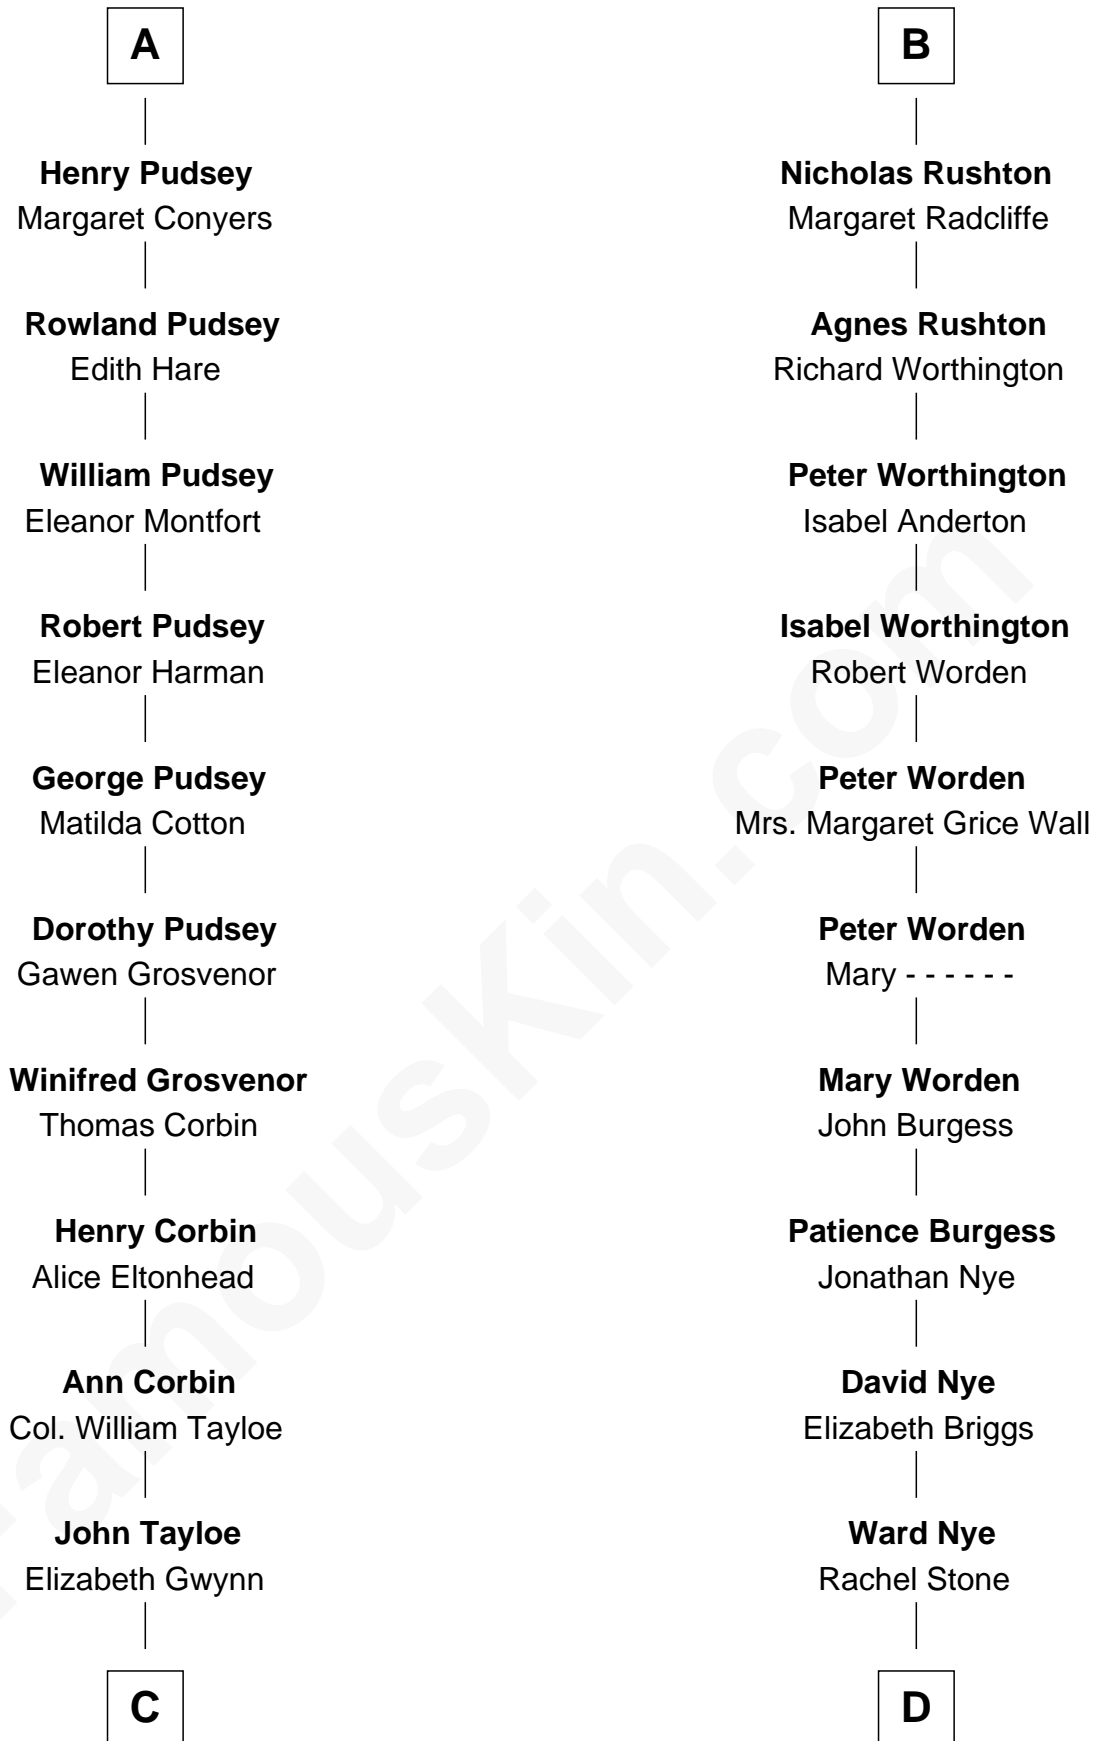 A
Henry Pudsey
Margaret Conyers
Rowland Pudsey
Edith Hare
William Pudsey
Eleanor Montfort
Robert Pudsey
Eleanor Harman
George Pudsey
Matilda Cotton
Dorothy Pudsey
Gawen Grosvenor
Winifred Grosvenor
Thomas Corbin
Henry Corbin
Alice Eltonhead
Ann Corbin
Col. William Tayloe
John Tayloe
Elizabeth Gwynn
C
B
Nicholas Rushton
Margaret Radcliffe
Agnes Rushton
Richard Worthington
Peter Worthington
Isabel Anderton
Isabel Worthington
Robert Worden
Peter Worden
Mrs. Margaret Grice Wall
Peter Worden
Mary - - - - - -
Mary Worden
John Burgess
Patience Burgess
Jonathan Nye
David Nye
Elizabeth Briggs
Ward Nye
Rachel Stone
D
FamousKin.com